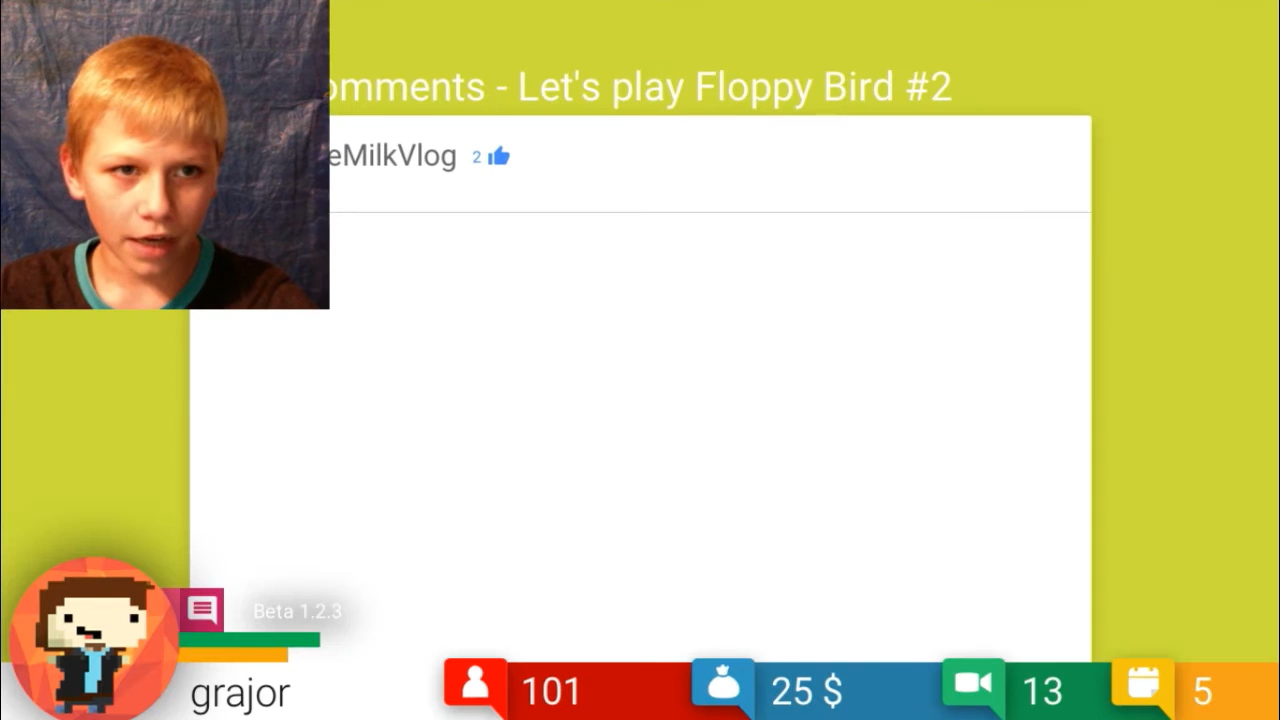 omments - Let's play Floppy Bird #2
eMilkVlog 2
Beta 1.2.3
grajor
101
25 $
13
5